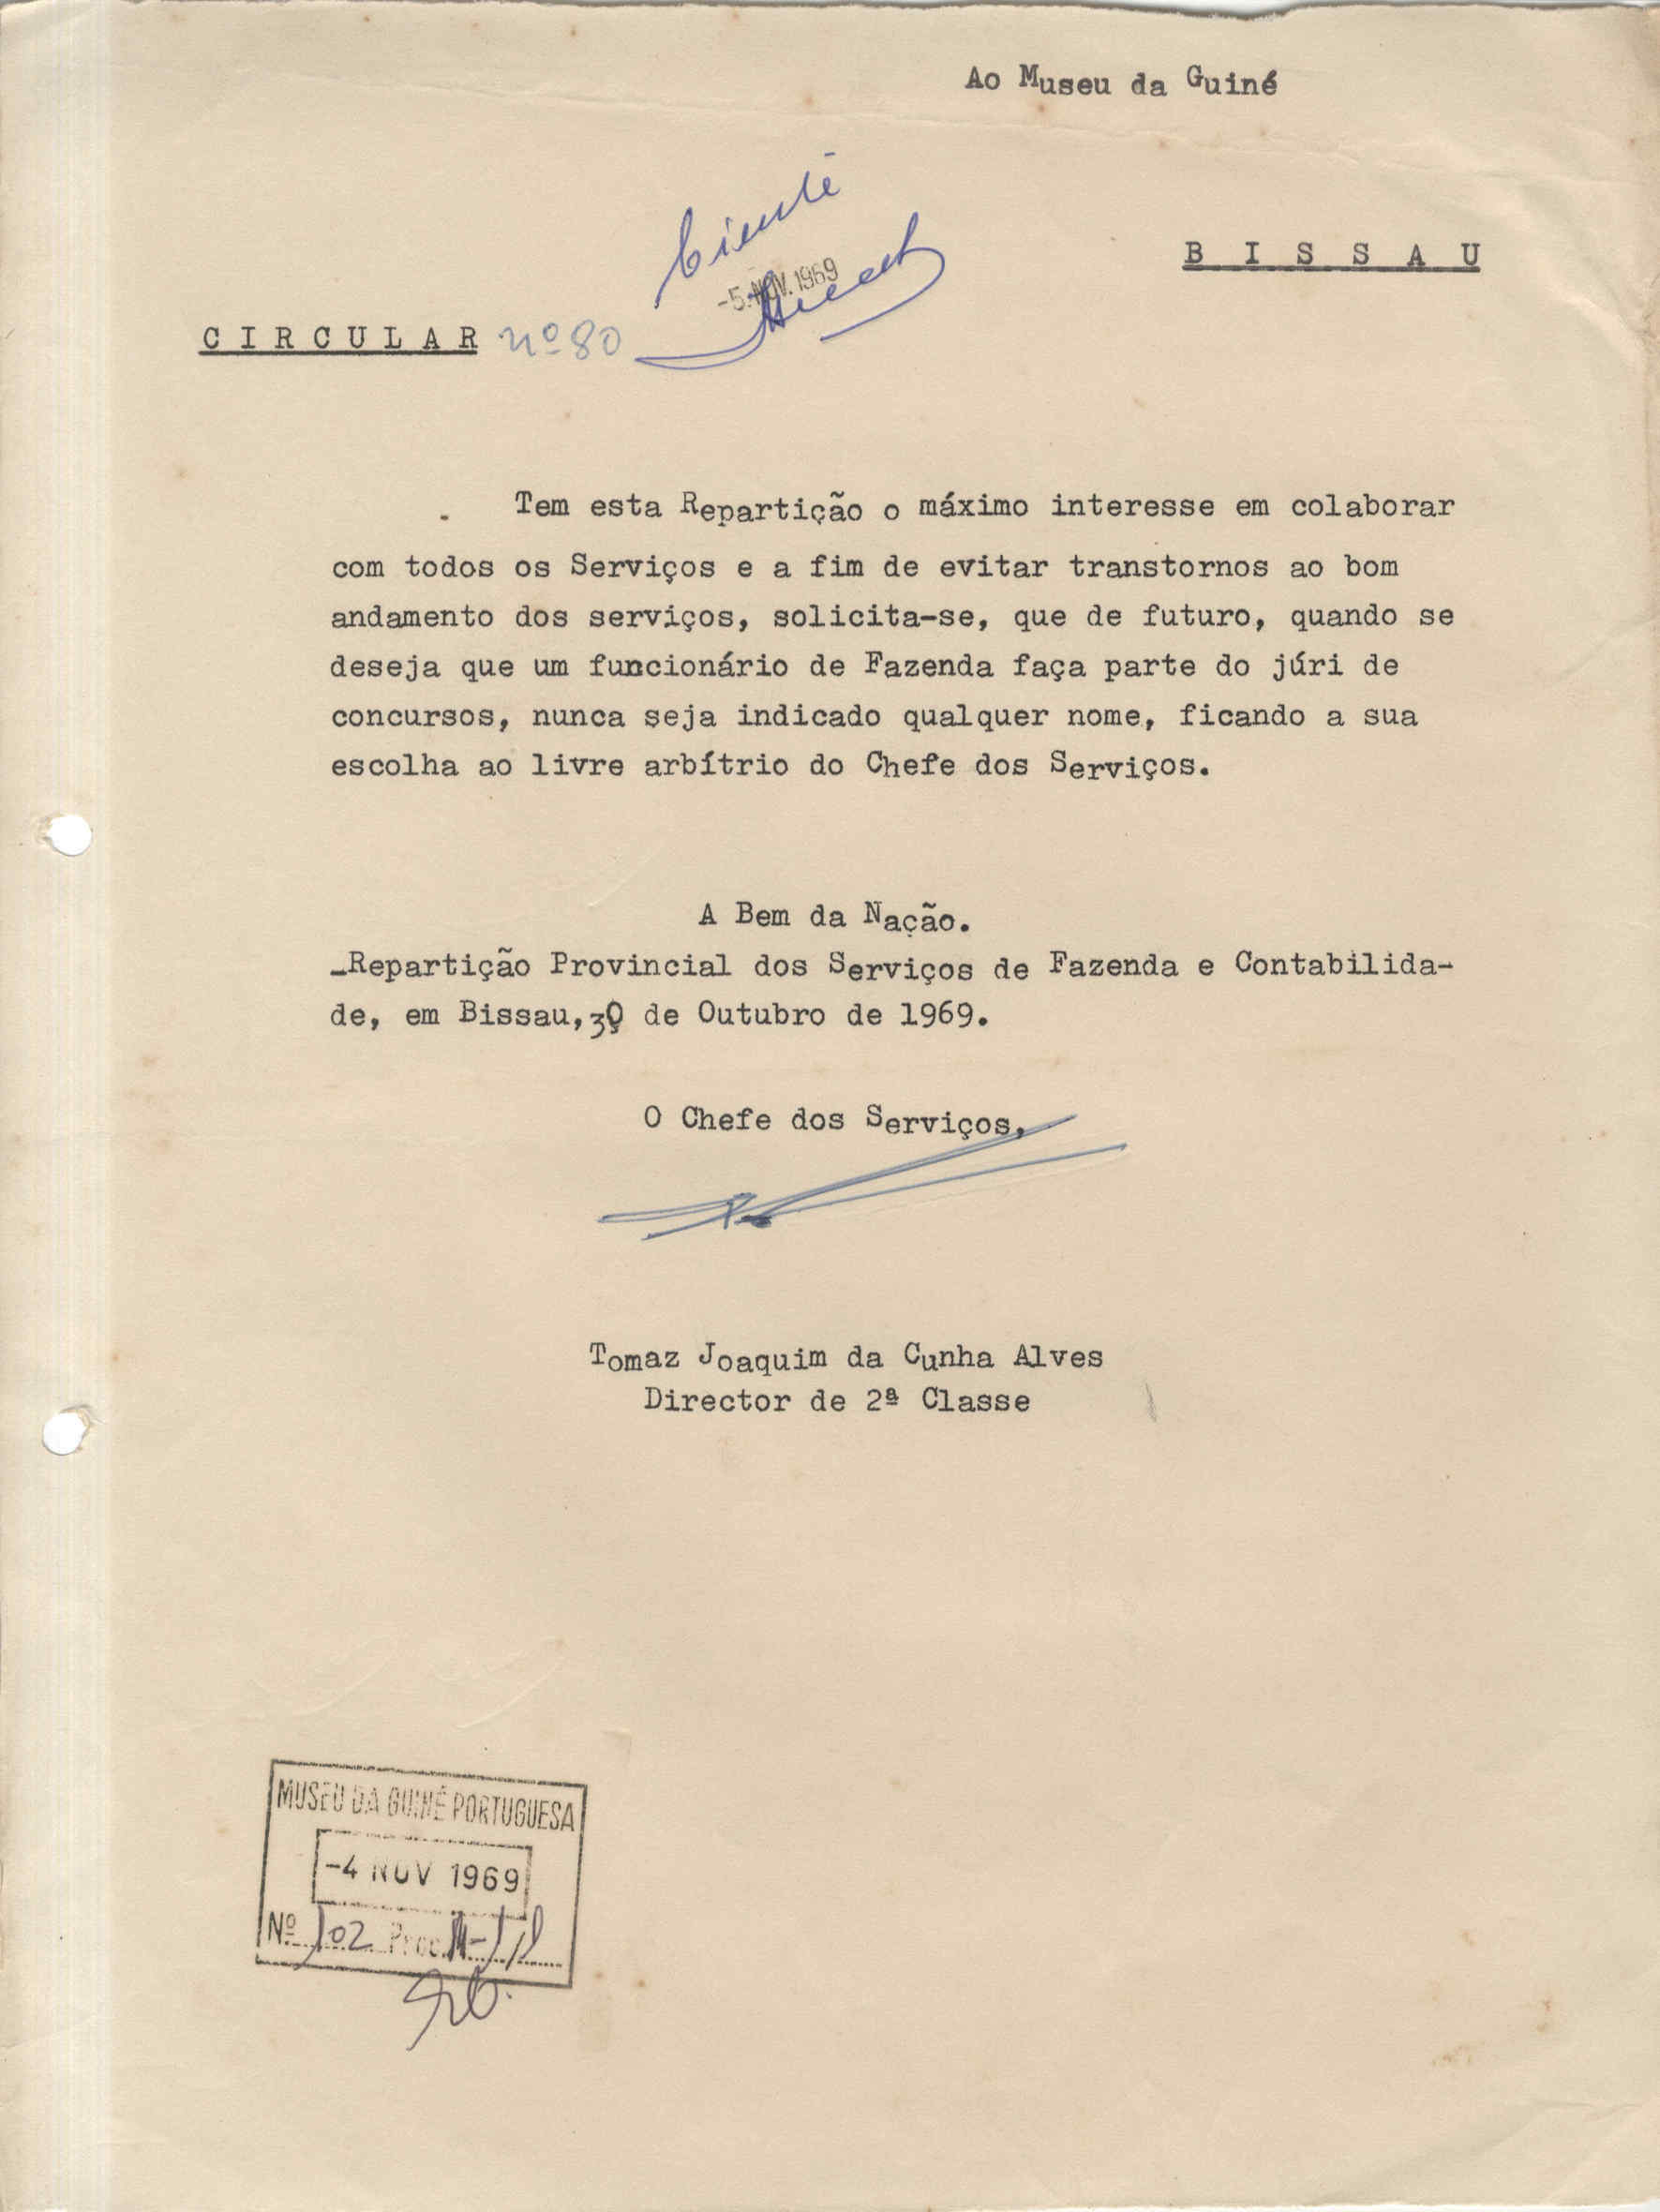 Ao Museu da Guiné
Ciente
-5. NOV. 1969
B I S S A U
C I R C U L A R nº 80
Tem esta Repartição o máximo interesse em colaborar
com todos os Serviços e a fim de evitar transtornos ao bom
andamento dos serviços, solicita-se, que de futuro, quando se
deseja que um funcionário de Fazenda faça parte do júri de
concursos, nunca seja indicado qualquer nome, ficando a sua
escolha ao livre arbítrio do Chefe dos Serviços.
A Bem da Nação.
_Repartição Provincial dos Serviços de Fazenda e Contabilida-
de, em Bissau, 30 de Outubro de 1969.
O Chefe dos Serviços,
Tomaz Joaquim da Cunha Alves
Director de 2ª Classe
MUSEU DA GUINÉ PORTUGUESA
-4 NOV 1969
Nº 102 Proc.